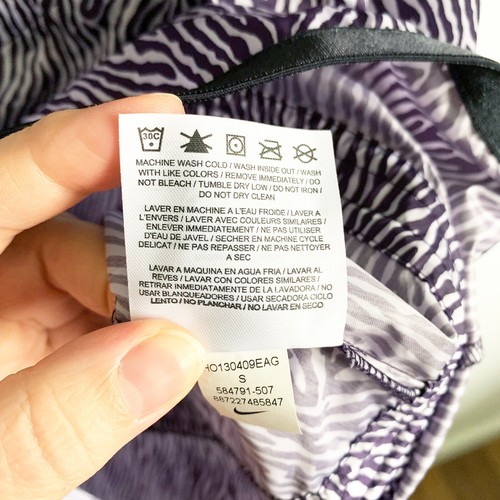 30C
MACHINE WASH COLD / WASH INSIDE OUT / WASH
WITH LIKE COLORS / REMOVE IMMEDIATELY / DO
NOT BLEACH / TUMBLE DRY LOW / DO NOT IRON /
DO NOT DRY CLEAN
LAVER EN MACHINE A L'EAU FROIDE / LAVER A
L'ENVERS / LAVER AVEC COULEURS SIMILAIRES /
ENLEVER IMMEDIATEMENT / NE PAS UTILISER
D'EAU DE JAVEL / SECHER EN MACHINE CYCLE
DELICAT / NE PAS REPASSER / NE PAS NETTOYER
A SEC
LAVAR A MAQUINA EN AGUA FRIA / LAVAR AL
REVES / LAVAR CON COLORES SIMILARES /
RETIRAR INMEDIATAMENTE DE LA LAVADORA / NO
USAR BLANQUEADORES / USAR SECADORA CICLO
LENTO / NO PLANCHAR / NO LAVAR EN SECO
HO130409EAG
S
584791-507
887227485847